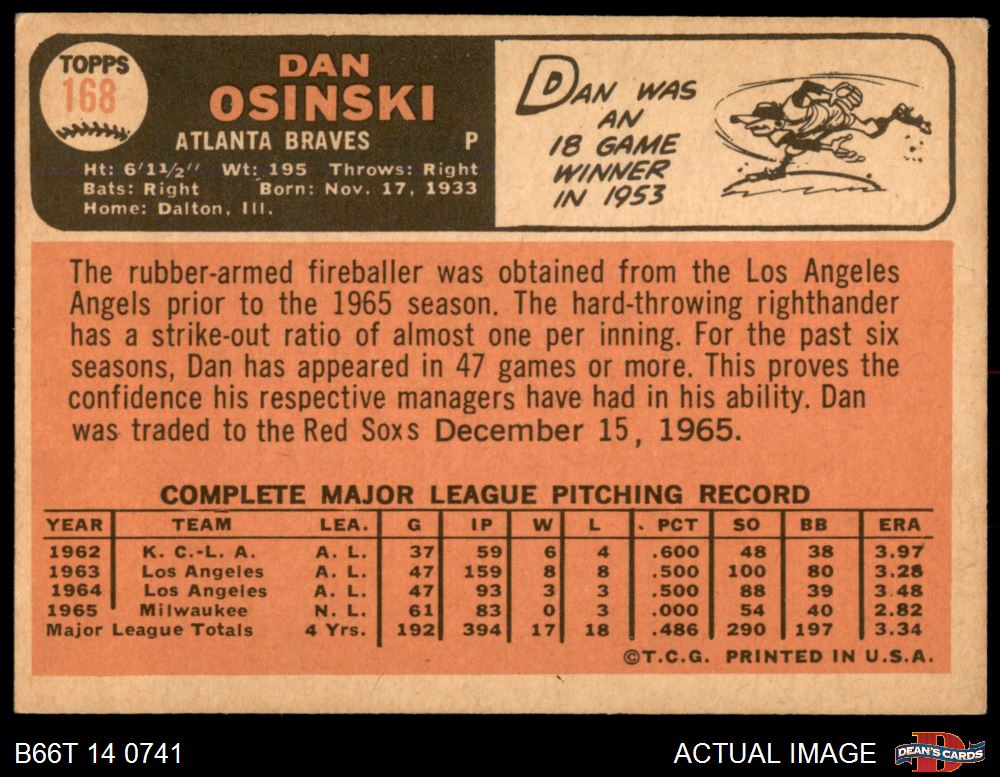 TOPPS
168
DAN
OSINSKI
ATLANTA BRAVES P
Ht: 6'1½" Wt: 195 Throws: Right
Bats: Right Born: Nov. 17, 1933
Home: Dalton, Ill.
DAN WAS
AN
18 GAME
WINNER
IN 1953
The rubber-armed fireballer was obtained from the Los Angeles
Angels prior to the 1965 season. The hard-throwing righthander
has a strike-out ratio of almost one per inning. For the past six
seasons, Dan has appeared in 47 games or more. This proves the
confidence his respective managers have had in his ability. Dan
was traded to the Red Soxs December 15, 1965.
COMPLETE MAJOR LEAGUE PITCHING RECORD
YEAR TEAM LEA. G IP W L PCT SO BB ERA
1962 K. C.-L. A. A. L. 37 59 6 4 .600 48 38 3.97
1963 Los Angeles A. L. 47 159 8 8 .500 100 80 3.28
1964 Los Angeles A. L. 47 93 3 3 .500 88 39 3.48
1965 Milwaukee N. L. 61 83 0 3 .000 54 40 2.82
Major League Totals 4 Yrs. 192 394 17 18 .486 290 197 3.34
©T.C.G. PRINTED IN U.S.A.
B66T 14 0741
ACTUAL IMAGE
DEAN'S CARDS